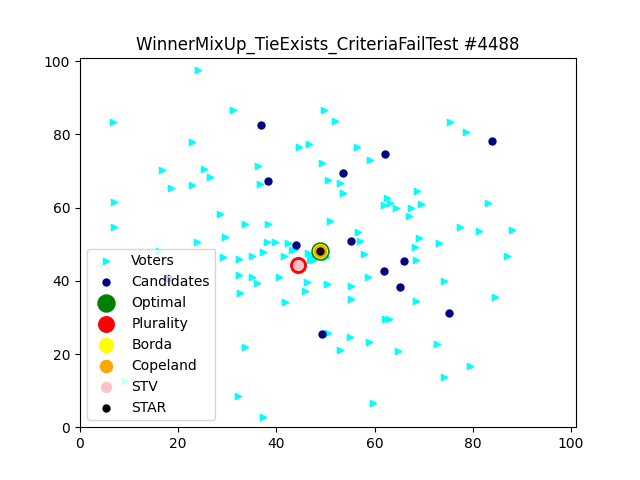 WinnerMixUp_TieExists_CriteriaFailTest #4488
100
80
60
40
20
0
Voters
Candidates
Optimal
Plurality
Borda
Copeland
STV
STAR
0 20 40 60 80 100